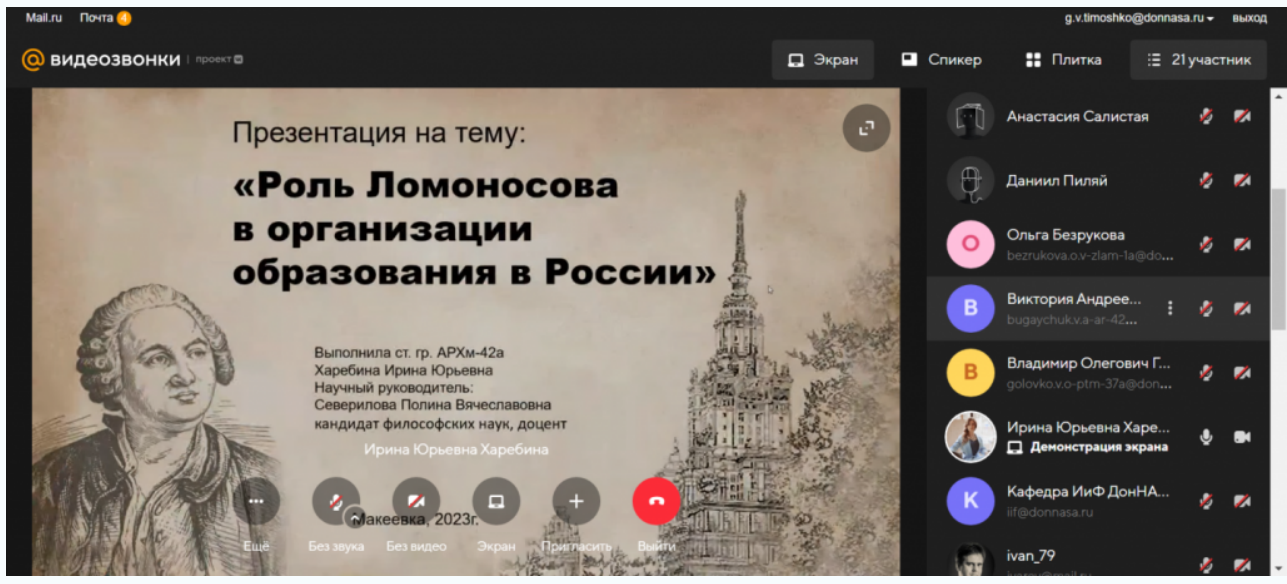 Mail.ru Почта 4
g.v.timoshko@donnasa.ru выход
@ ВИДЕОЗВОНКИ проект
Экран Спикер Плитка 21 участник
Презентация на тему:
«Роль Ломоносова
в организации
образования в России»
Выполнила ст. гр. АРХм-42а
Харебина Ирина Юрьевна
Научный руководитель:
Северилова Полина Вячеславовна
кандидат философских наук, доцент
Ирина Юрьевна Харебина
Макеевка, 2023г.
Ещё Без звука Без видео Экран Пригласить Выйти
Анастасия Салистая
Даниил Пиляй
О
Ольга Безрукова
bezrukova.o.v-zlam-1a@do...
В
Виктория Андрее...
bugaychuk.v.a-ar-42...
В
Владимир Олегович Г...
golovko.v.o-ptm-37a@don...
Ирина Юрьевна Харе...
Демонстрация экрана
К
Кафедра ИиФ ДонНА...
iif@donnasa.ru
ivan_79